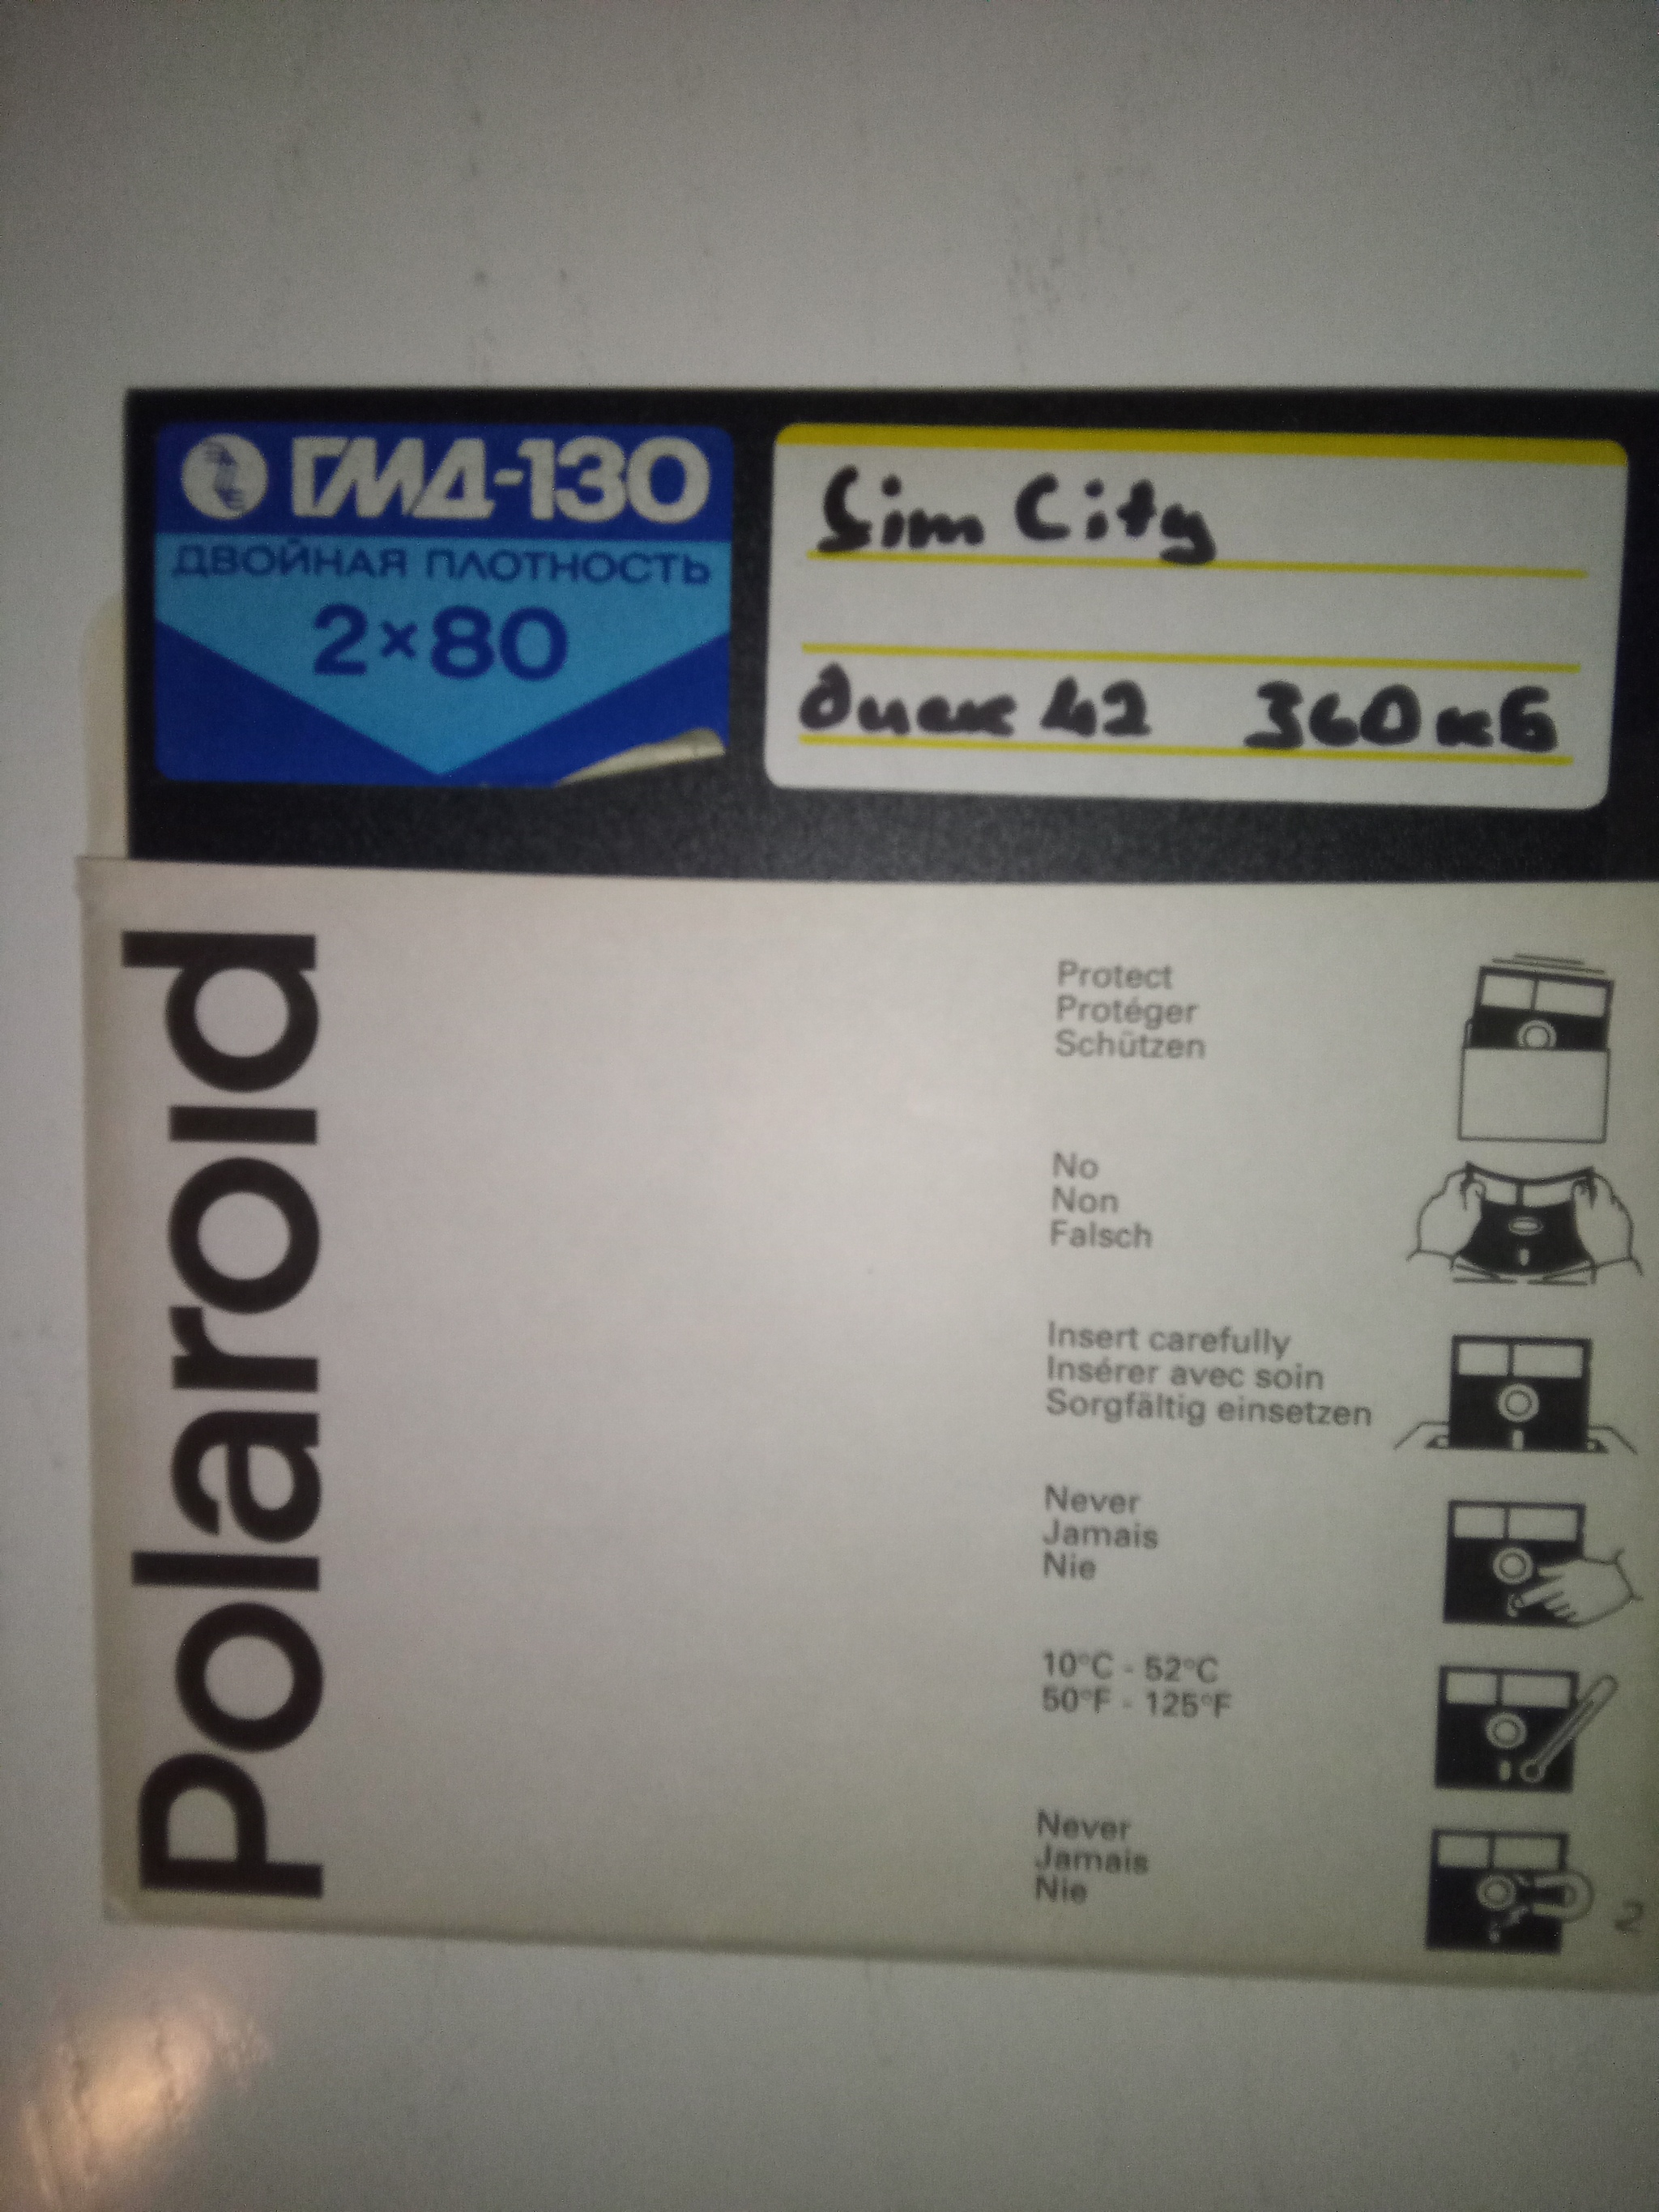 ГМД-130
ДВОЙНАЯ ПЛОТНОСТЬ
2×80
Sim City
диск 42 360 кб
Polaroid
Protect
Protéger
Schützen
No
Non
Falsch
Insert carefully
Insérer avec soin
Sorgfältig einsetzen
Never
Jamais
Nie
10°C - 52°C
50°F - 125°F
Never
Jamais
Nie
2